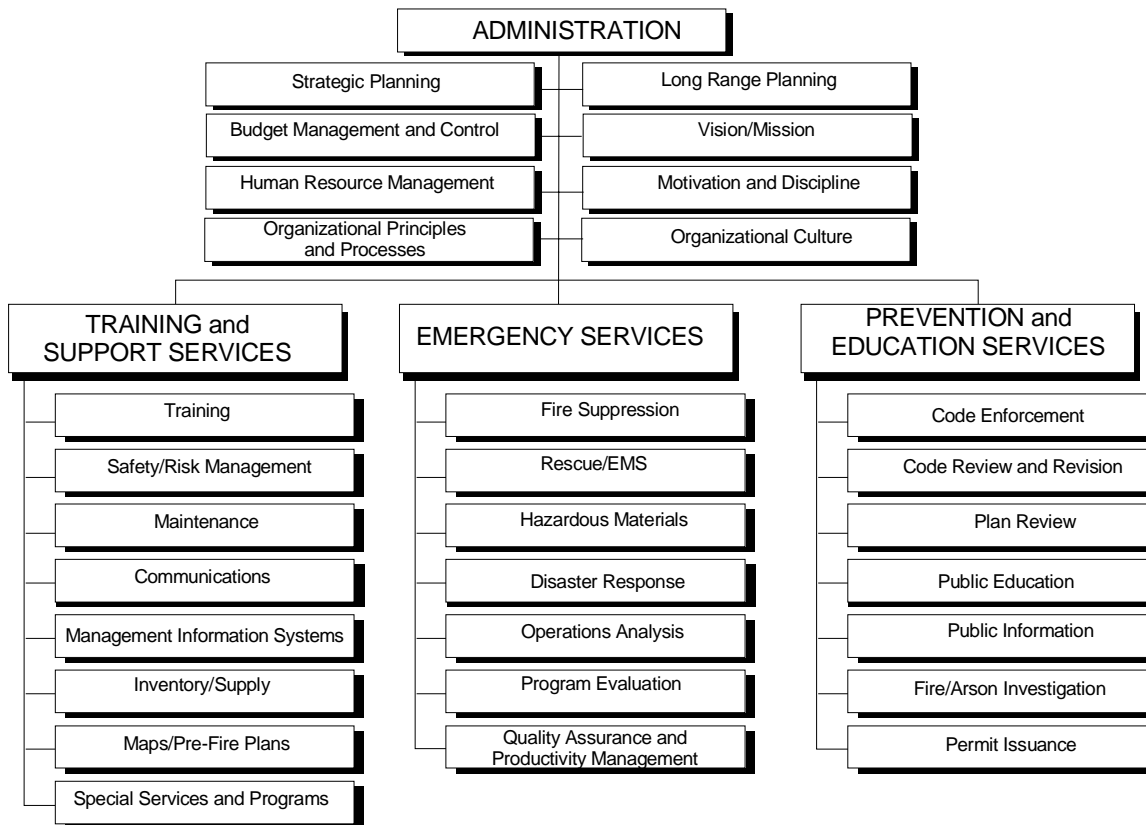 ADMINISTRATION
Strategic Planning
Long Range Planning
Budget Management and Control
Vision/Mission
Human Resource Management
Motivation and Discipline
Organizational Principles
and Processes
Organizational Culture
TRAINING and
SUPPORT SERVICES
Training
Safety/Risk Management
Maintenance
Communications
Management Information Systems
Inventory/Supply
Maps/Pre-Fire Plans
Special Services and Programs
EMERGENCY SERVICES
Fire Suppression
Rescue/EMS
Hazardous Materials
Disaster Response
Operations Analysis
Program Evaluation
Quality Assurance and
Productivity Management
PREVENTION and
EDUCATION SERVICES
Code Enforcement
Code Review and Revision
Plan Review
Public Education
Public Information
Fire/Arson Investigation
Permit Issuance